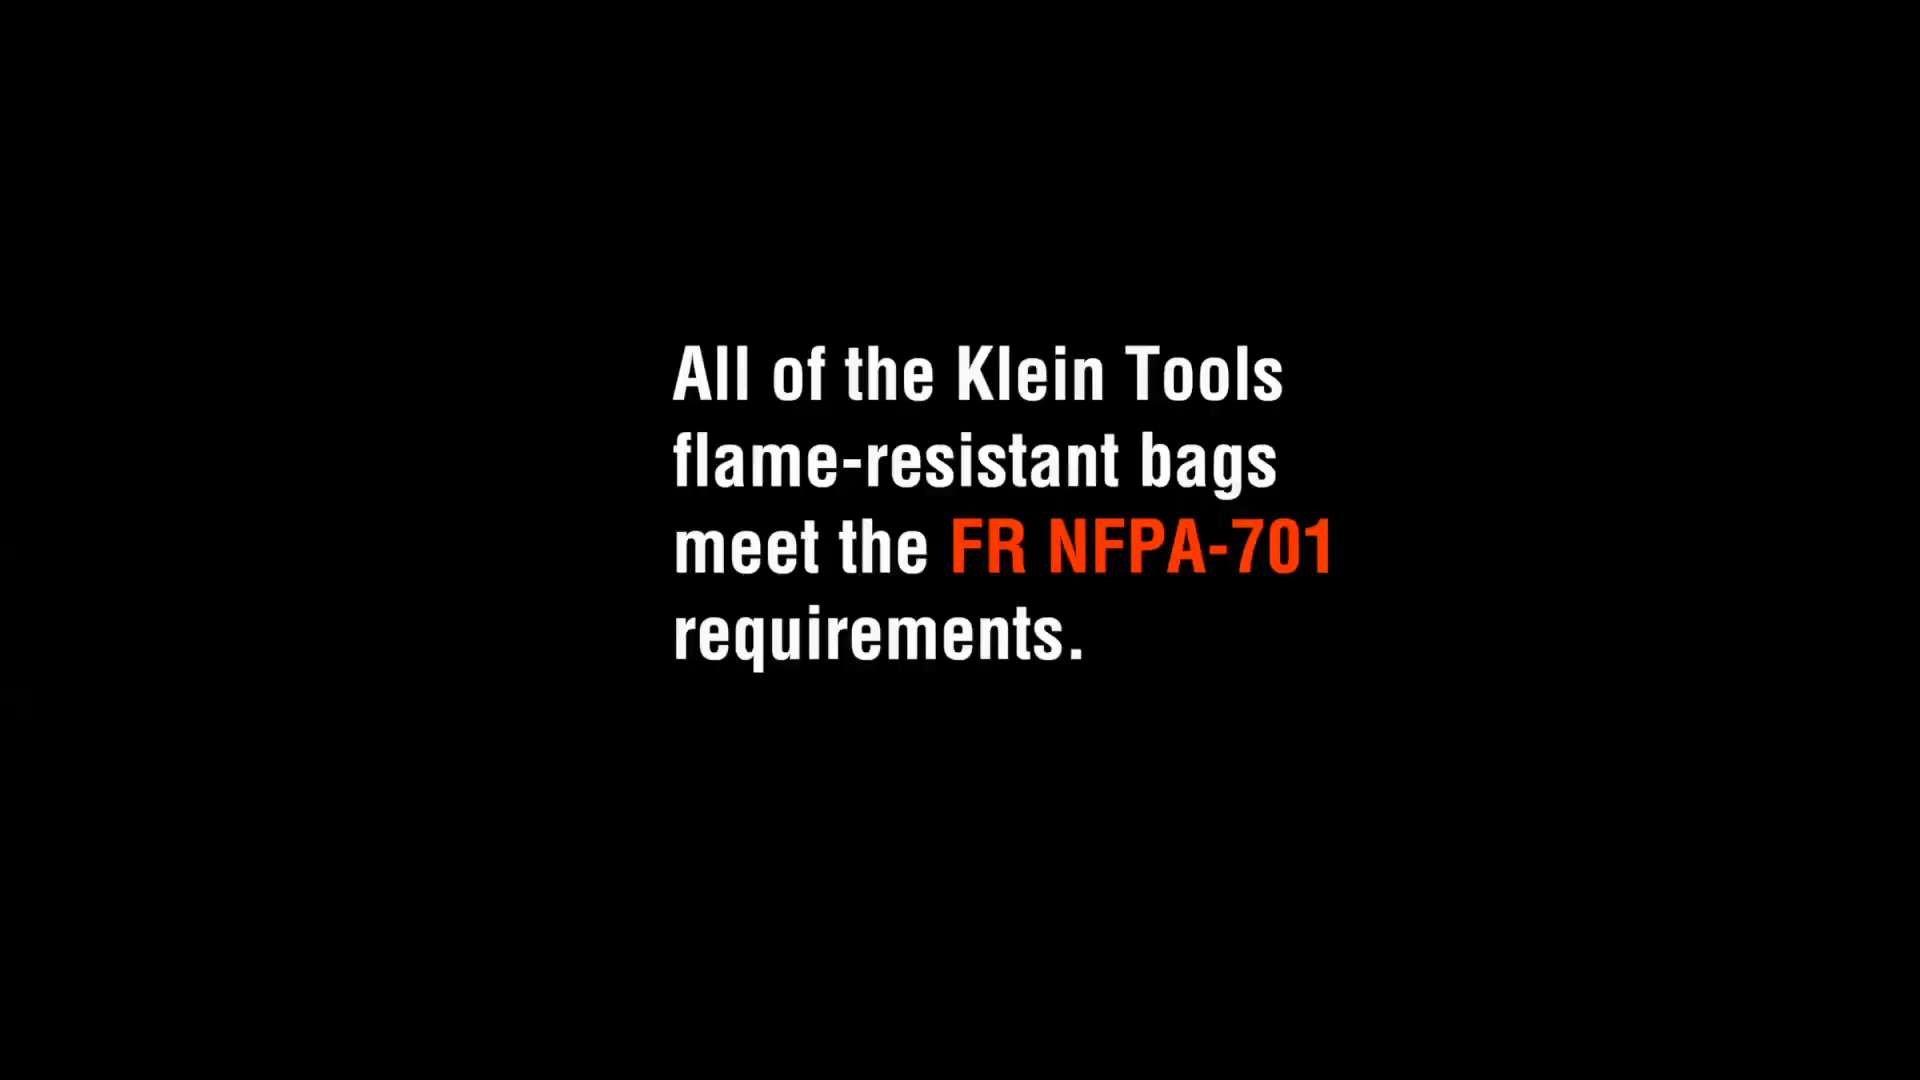 All of the Klein Tools
flame-resistant bags
meet the FR NFPA-701
requirements.